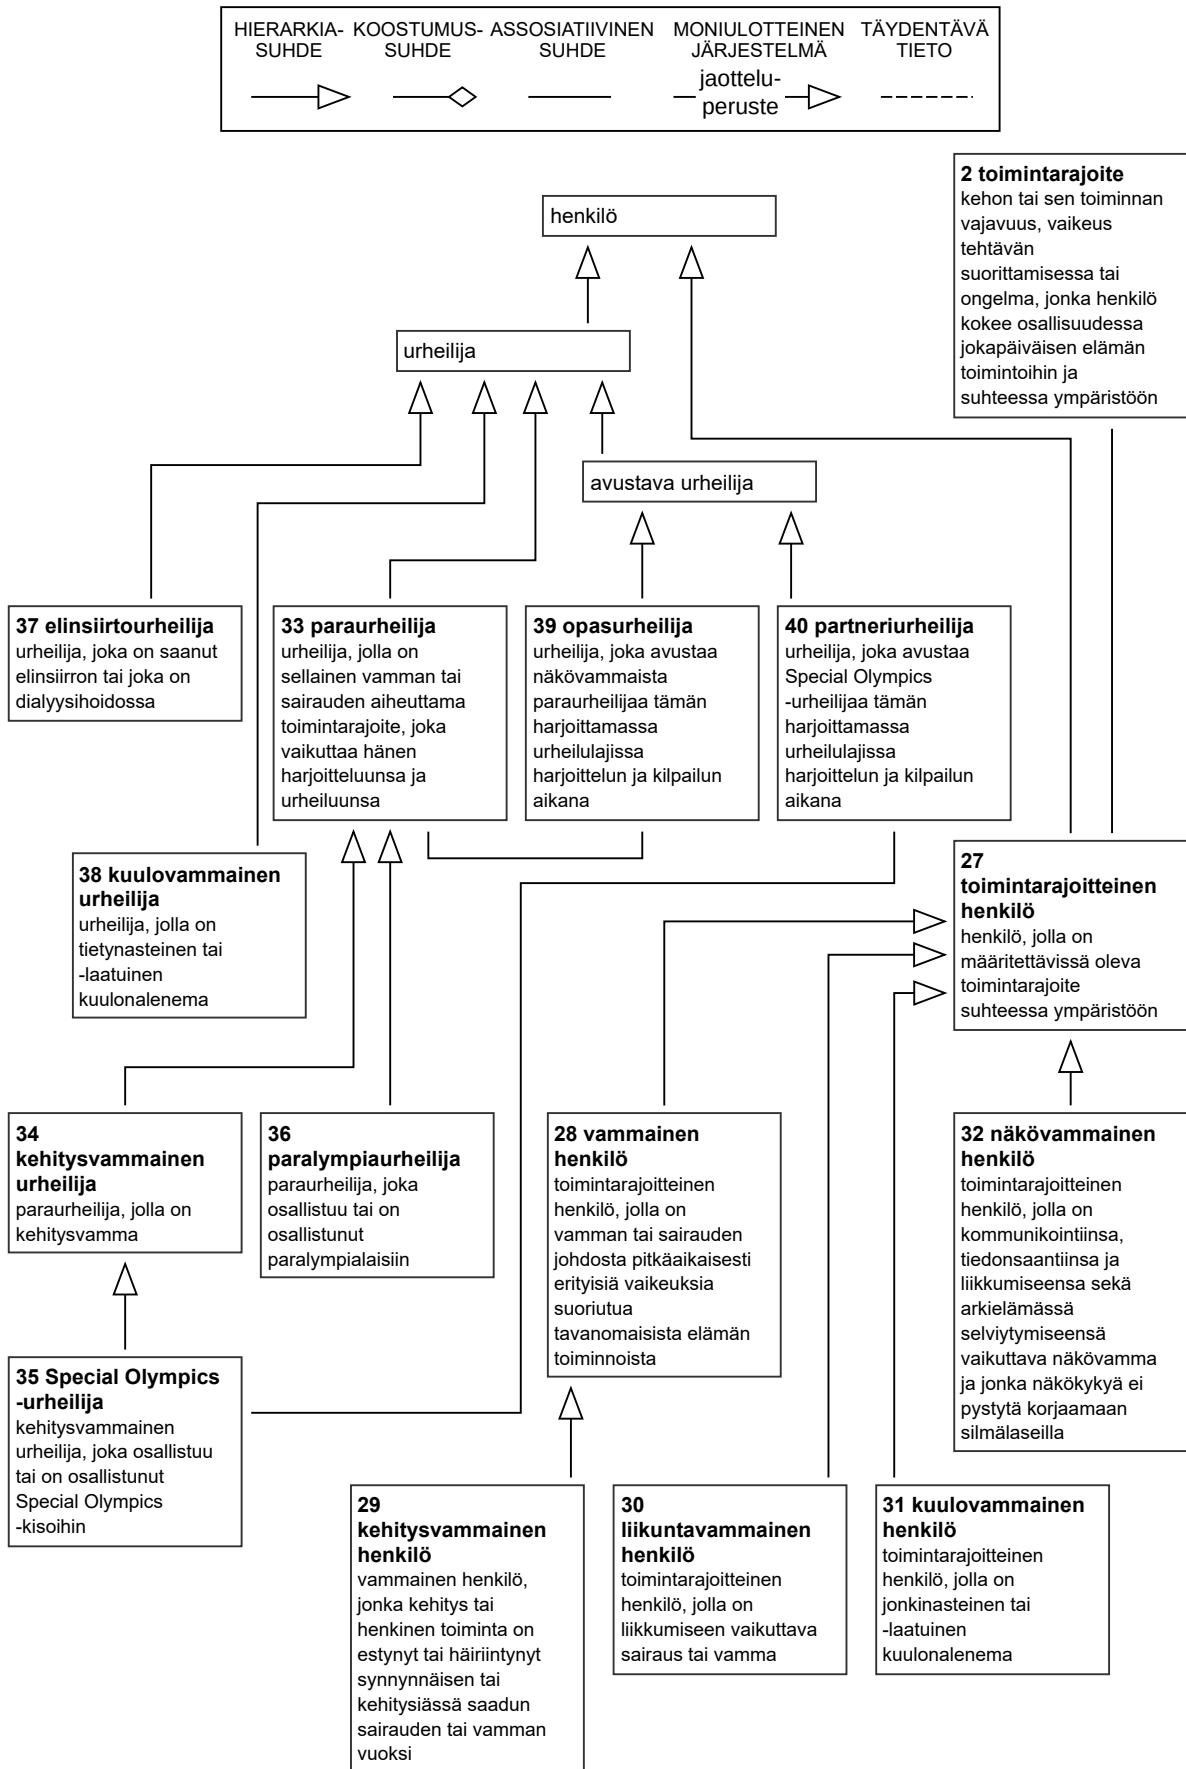 HIERARKIA-
SUHDE
KOOSTUMUS-
SUHDE
ASSOSIATIIVINEN
SUHDE
MONIULOTTEINEN
JÄRJESTELMÄ
jaottelu-
peruste
TÄYDENTÄVÄ
TIETO
2 toimintarajoite
kehon tai sen toiminnan
vajavuus, vaikeus
tehtävän
suorittamisessa tai
ongelma, jonka henkilö
kokee osallisuudessa
jokapäiväisen elämän
toimintoihin ja
suhteessa ympäristöön
henkilö
urheilija
avustava urheilija
37 elinsiirtourheilija
urheilija, joka on saanut
elinsiirron tai joka on
dialyysihoidossa
33 paraurheilija
urheilija, jolla on
sellainen vamman tai
sairauden aiheuttama
toimintarajoite, joka
vaikuttaa hänen
harjoitteluunsa ja
urheiluunsa
39 opasurheilija
urheilija, joka avustaa
näkövammaista
paraurheilijaa tämän
harjoittamassa
urheilulajissa
harjoittelun ja kilpailun
aikana
40 partneriurheilija
urheilija, joka avustaa
Special Olympics
-urheilijaa tämän
harjoittamassa
urheilulajissa
harjoittelun ja kilpailun
aikana
38 kuulovammainen
urheilija
urheilija, jolla on
tietynasteinen tai
-laatuinen
kuulonalenema
27
toimintarajoitteinen
henkilö
henkilö, jolla on
määritettävissä oleva
toimintarajoite
suhteessa ympäristöön
34
kehitysvammainen
urheilija
paraurheilija, jolla on
kehitysvamma
36
paralympiaurheilija
paraurheilija, joka
osallistuu tai on
osallistunut
paralympialaisiin
28 vammainen
henkilö
toimintarajoitteinen
henkilö, jolla on
vamman tai sairauden
johdosta pitkäaikaisesti
erityisiä vaikeuksia
suoriutua
tavanomaisista elämän
toiminnoista
32 näkövammainen
henkilö
toimintarajoitteinen
henkilö, jolla on
kommunikointiinsa,
tiedonsaantiinsa ja
liikkumiseensa sekä
arkielämässä
selviytymiseensä
vaikuttava näkövamma
ja jonka näkökykyä ei
pystytä korjaamaan
silmälaseilla
35 Special Olympics
-urheilija
kehitysvammainen
urheilija, joka osallistuu
tai on osallistunut
Special Olympics
-kisoihin
29
kehitysvammainen
henkilö
vammainen henkilö,
jonka kehitys tai
henkinen toiminta on
estynyt tai häiriintynyt
synnynnäisen tai
kehitysiässä saadun
sairauden tai vamman
vuoksi
30
liikuntavammainen
henkilö
toimintarajoitteinen
henkilö, jolla on
liikkumiseen vaikuttava
sairaus tai vamma
31 kuulovammainen
henkilö
toimintarajoitteinen
henkilö, jolla on
jonkinasteinen tai
-laatuinen
kuulonalenema